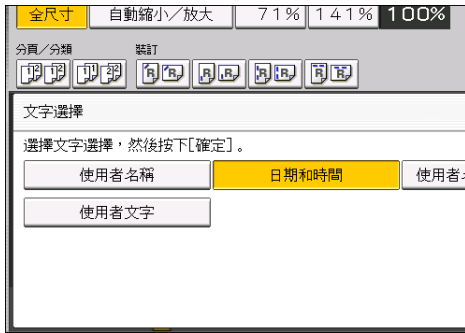 全尺寸 自動縮小／放大 71% 141% 100%
分頁／分類 裝訂
文字選擇
選擇文字選擇，然後按下[確定]。
使用者名稱 日期和時間 使用者
使用者文字